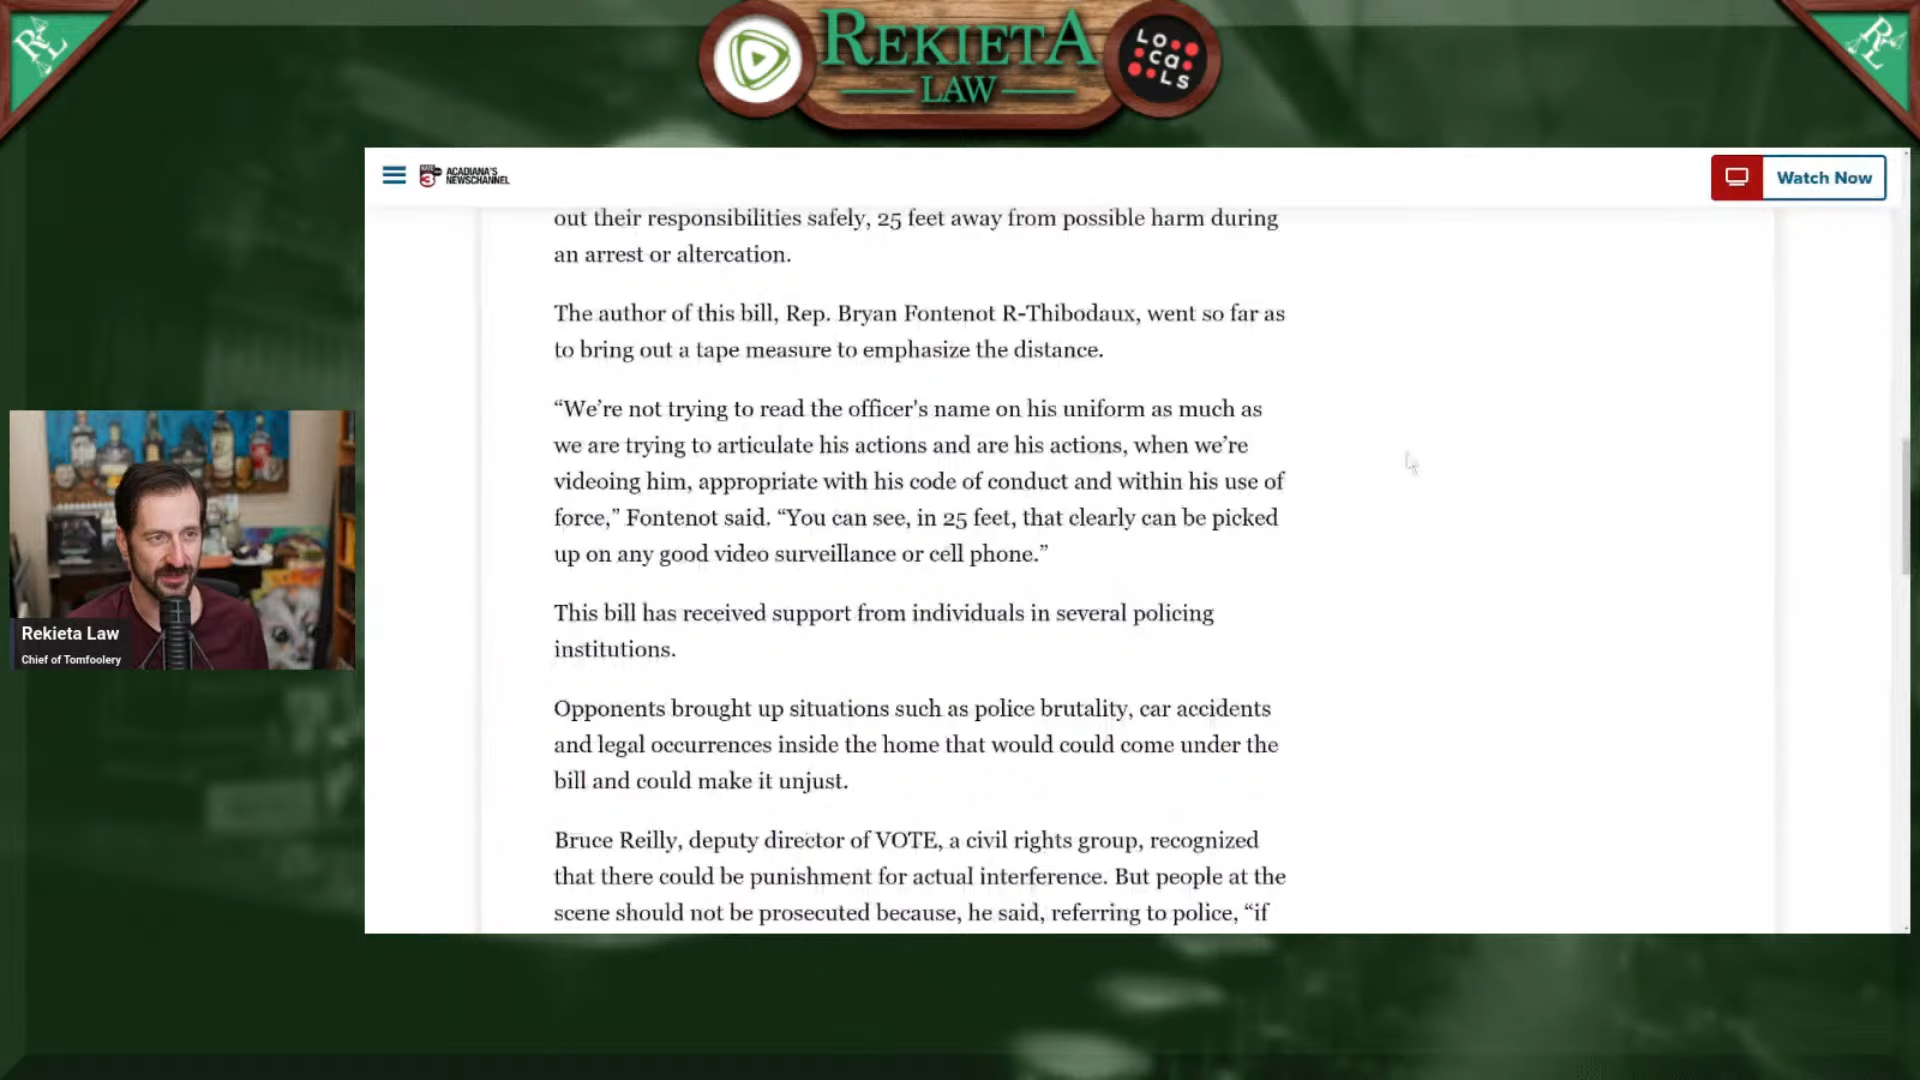 REKIETA
LAW
LO
Ca
LS
RL
RL
KATC
3
ACADIANA'S
NEWSCHANNEL
Watch Now
out their responsibilities safely, 25 feet away from possible harm during
an arrest or altercation.
The author of this bill, Rep. Bryan Fontenot R-Thibodaux, went so far as
to bring out a tape measure to emphasize the distance.
“We’re not trying to read the officer's name on his uniform as much as
we are trying to articulate his actions and are his actions, when we’re
videoing him, appropriate with his code of conduct and within his use of
force,” Fontenot said. “You can see, in 25 feet, that clearly can be picked
up on any good video surveillance or cell phone.”
This bill has received support from individuals in several policing
institutions.
Opponents brought up situations such as police brutality, car accidents
and legal occurrences inside the home that would could come under the
bill and could make it unjust.
Bruce Reilly, deputy director of VOTE, a civil rights group, recognized
that there could be punishment for actual interference. But people at the
scene should not be prosecuted because, he said, referring to police, “if
Rekieta Law
Chief of Tomfoolery